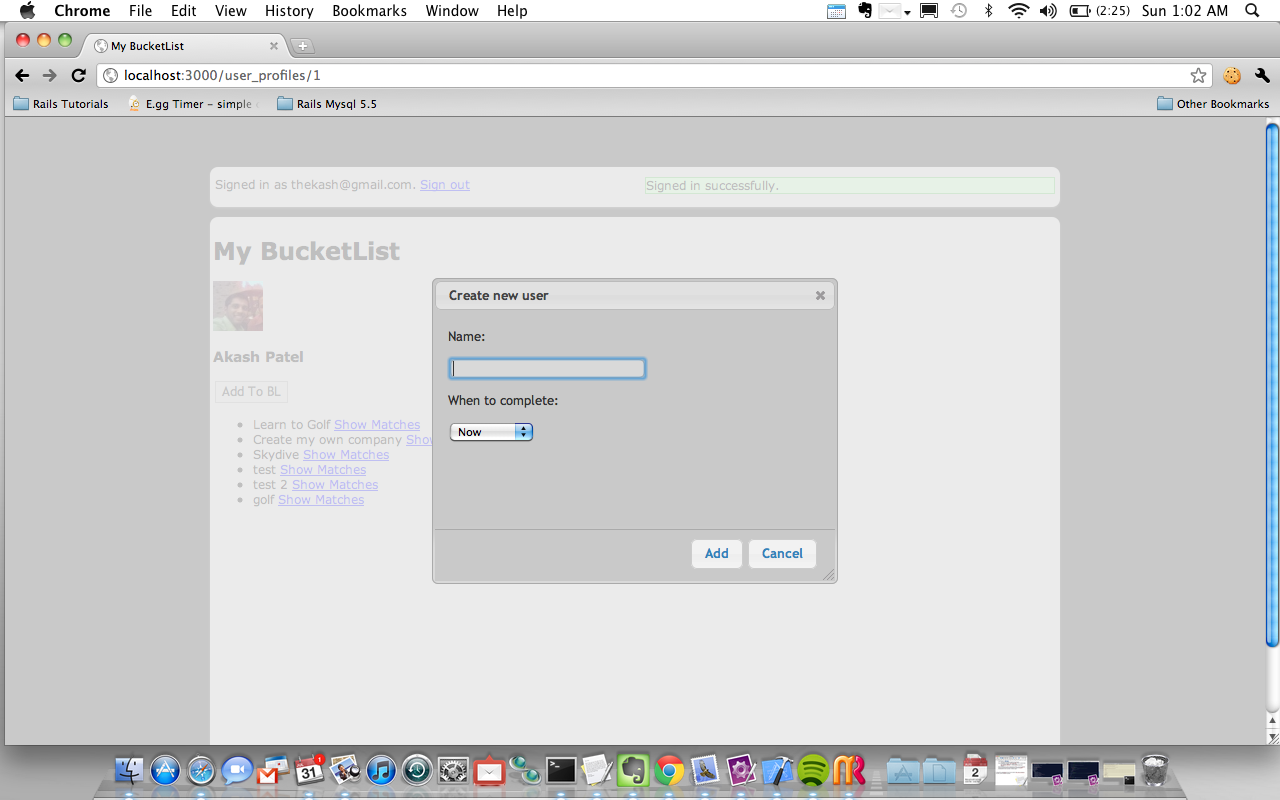 Chrome File Edit View History Bookmarks Window Help (2:25) Sun 1:02 AM
My BucketList
localhost:3000/user_profiles/1
Rails Tutorials E.gg Timer - simple Rails Mysql 5.5 Other Bookmarks
Signed in as thekash@gmail.com. Sign out Signed in successfully.
My BucketList
Akash Patel
Add To BL
Learn to Golf Show Matches
Create my own company Show
Skydive Show Matches
test Show Matches
test 2 Show Matches
golf Show Matches
Create new user
Name:
When to complete:
Now
Add Cancel
31
1
2